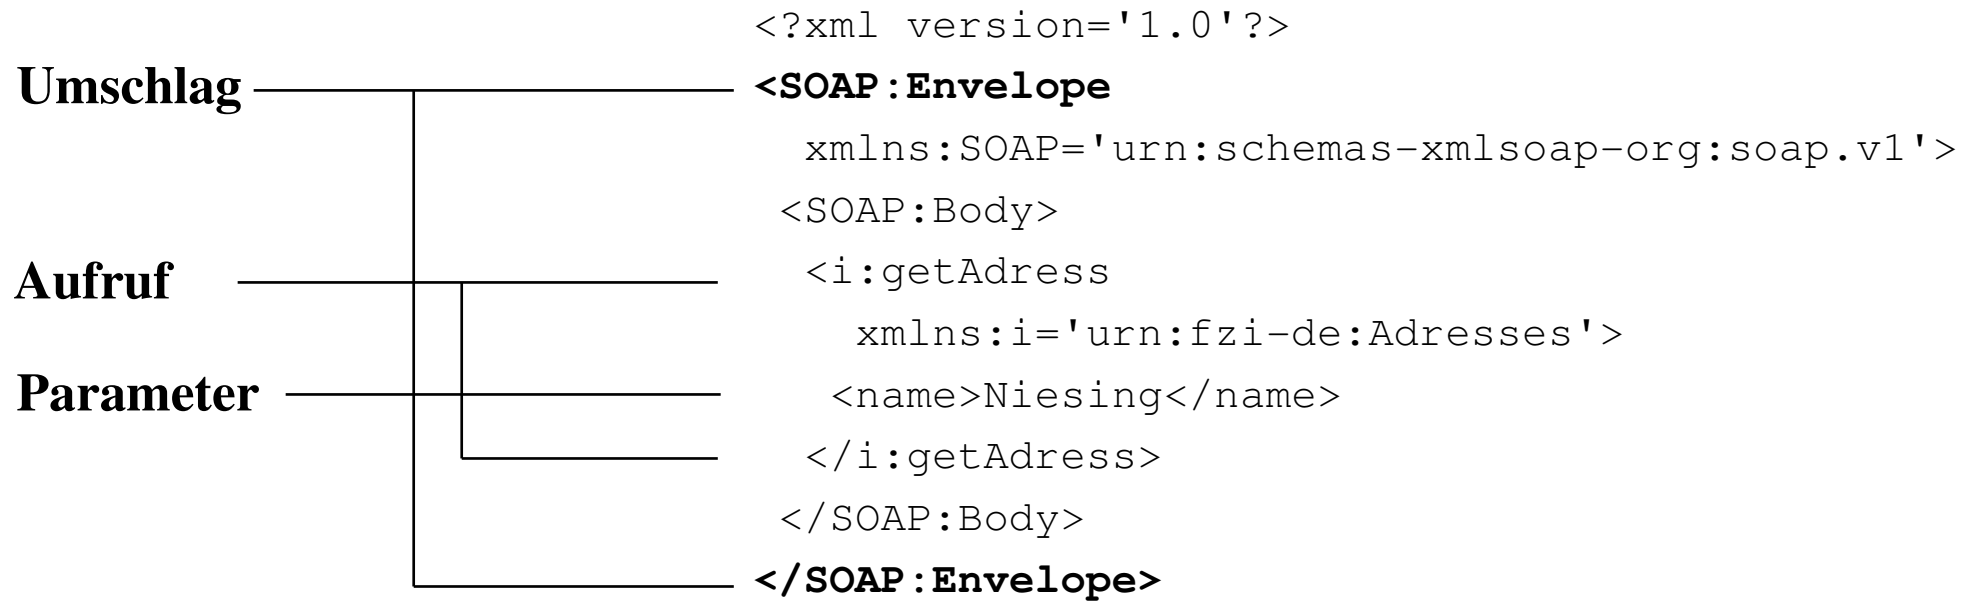 <?xml version='1.0'?>
Umschlag <SOAP:Envelope
xmlns:SOAP='urn:schemas-xmlsoap-org:soap.v1'>
<SOAP:Body>
Aufruf <i:getAdress
xmlns:i='urn:fzi-de:Adresses'>
Parameter <name>Niesing</name>
</i:getAdress>
</SOAP:Body>
</SOAP:Envelope>